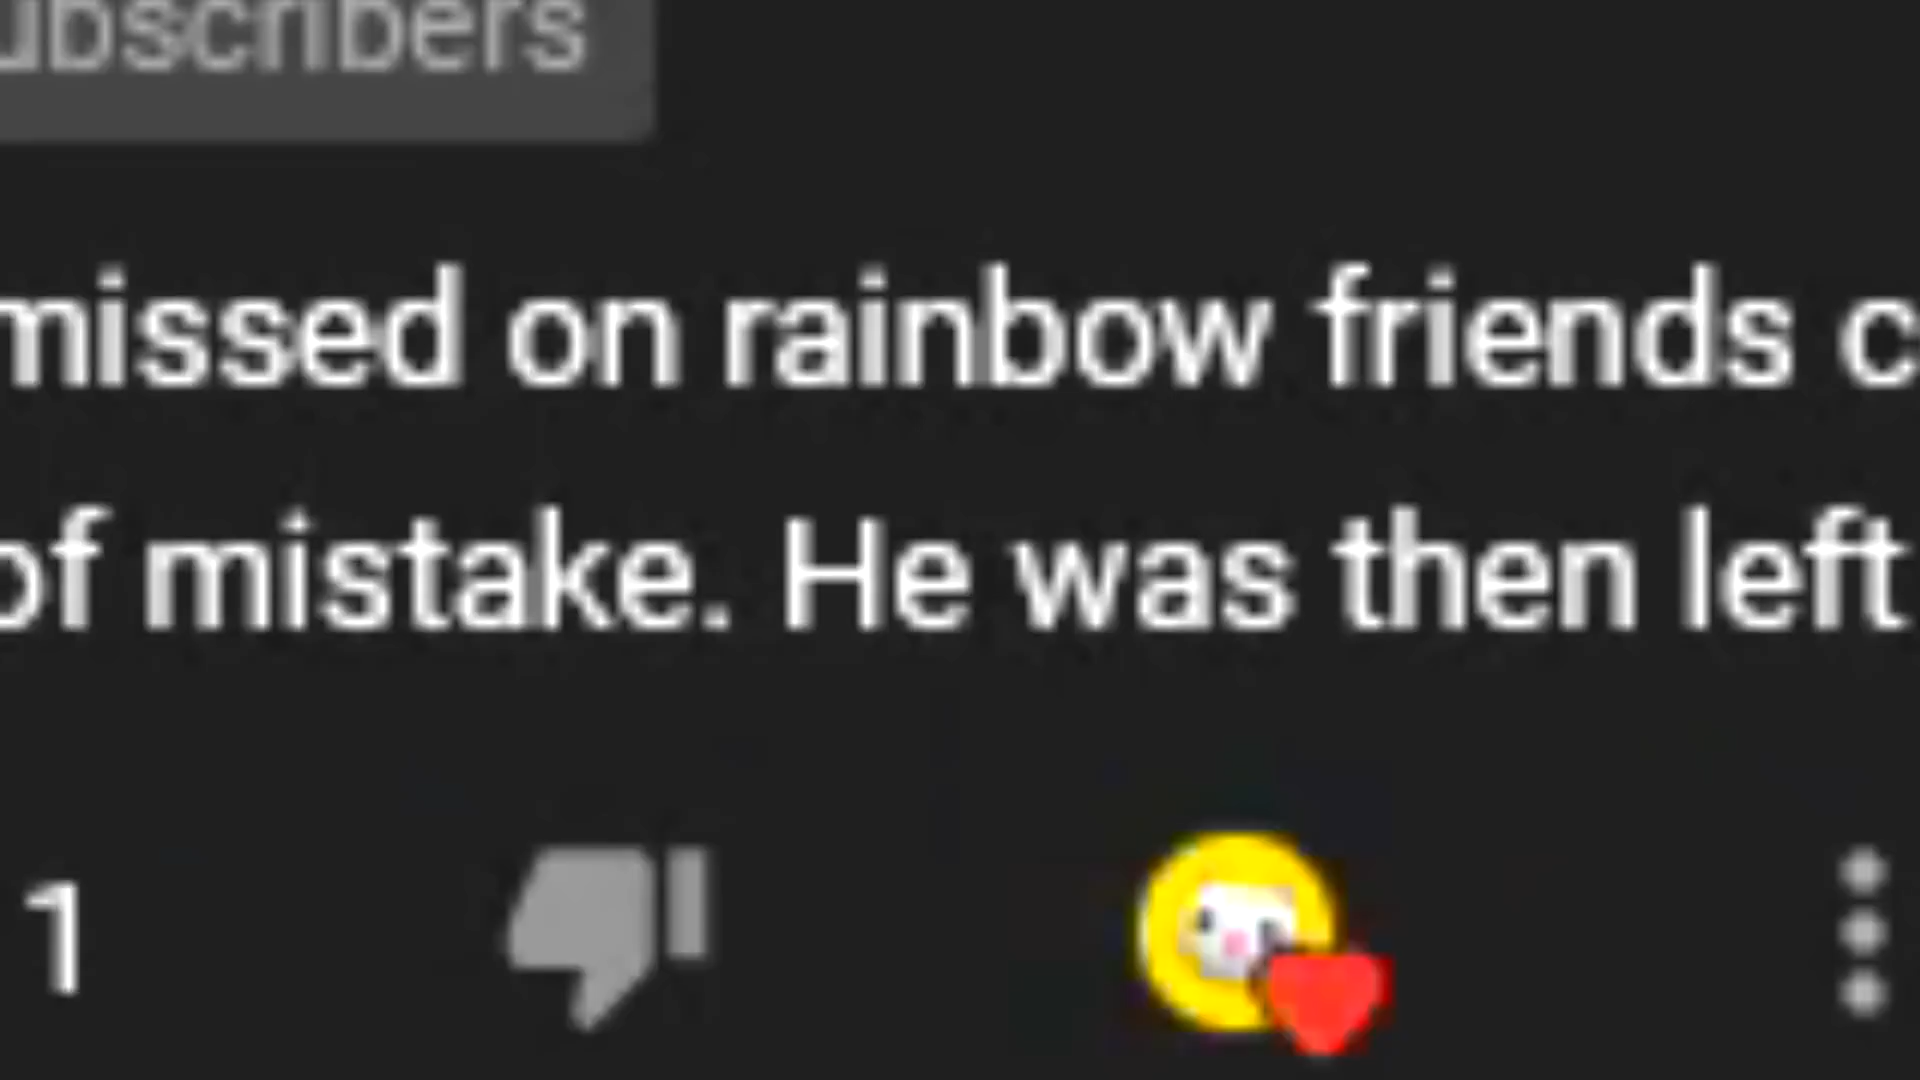 ubscribers
missed on rainbow friends c
of mistake. He was then left
1